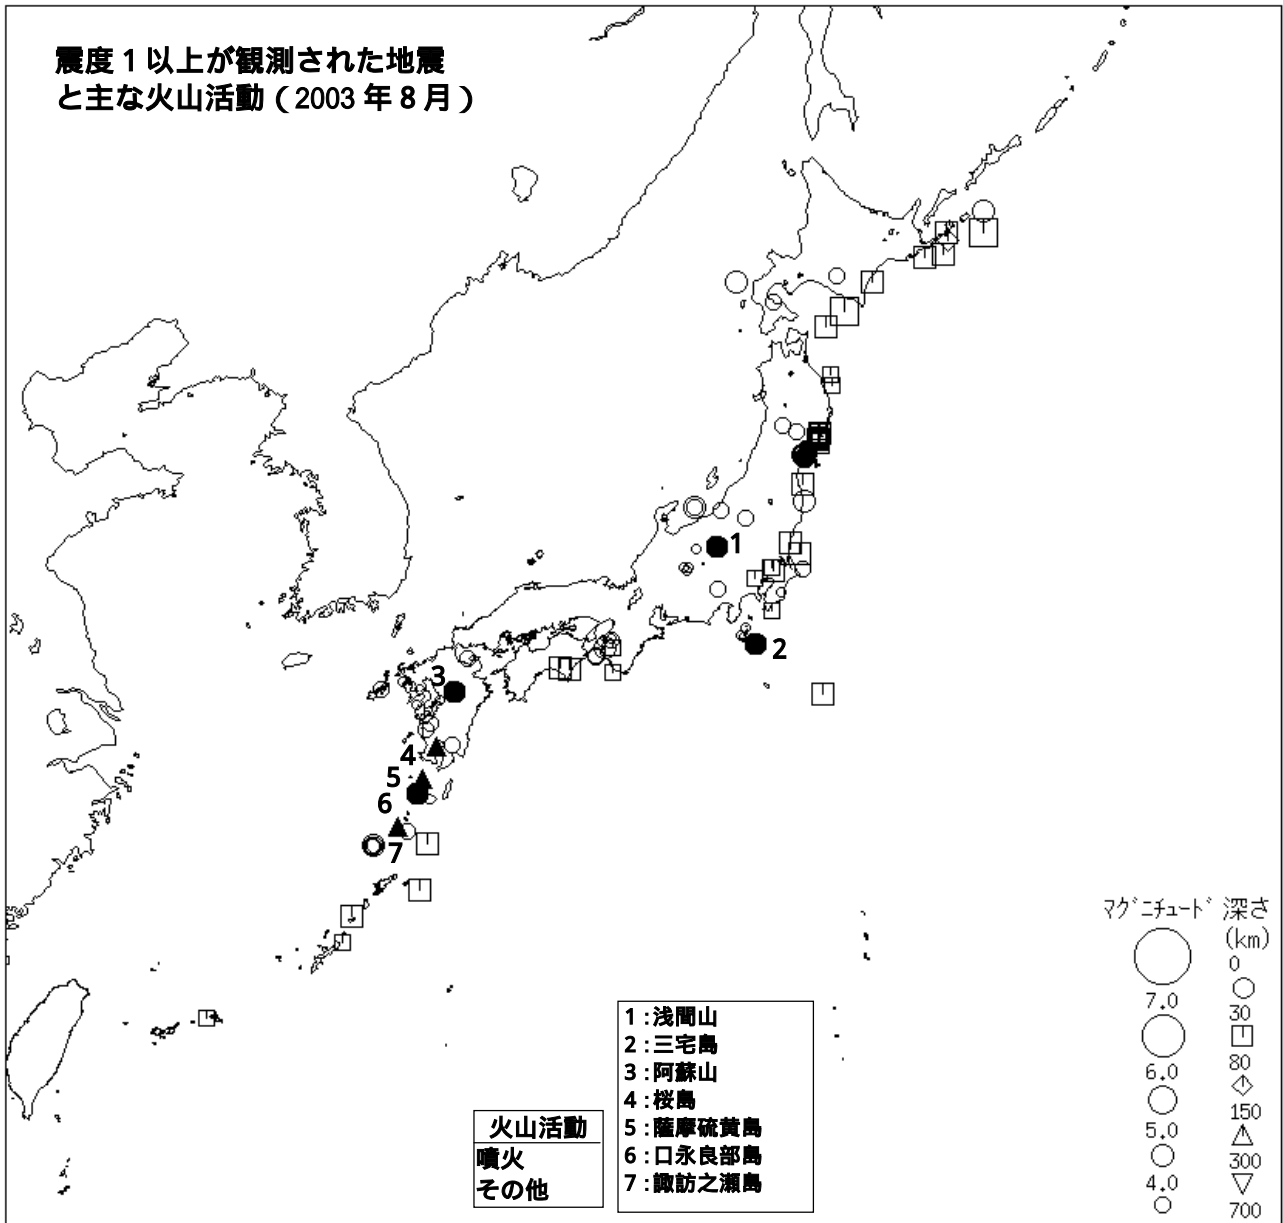 震度１以上が観測された地震
と主な火山活動（2003 年８月）
1
2
3
4
5
6
7
ﾏｸﾞﾆﾁｭｰﾄﾞ 深さ
(km)
0
7.0
30
6.0
80
5.0
150
4.0
300
700
1 :浅間山
2 :三宅島
3 :阿蘇山
4 :桜島
5 :薩摩硫黄島
6 :口永良部島
7 :諏訪之瀬島
火山活動
噴火
その他